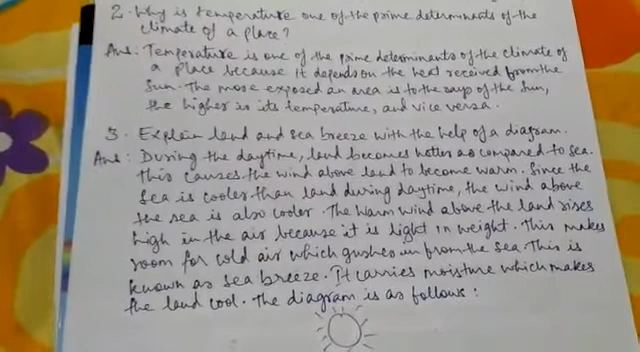 2. Why is temperature one of the prime determinants of the
climate of a place?
Ans: Temperature is one of the prime determinants of the climate of
a place because it depends on the heat received from the
Sun. The more exposed an area is to the rays of the Sun,
the higher is its temperature, and vice versa.
3. Explain land and sea breeze with the help of a diagram.
Ans: During the daytime, land becomes hotter as compared to sea.
This causes the wind above land to become warm. Since the
Sea is cooler than land during daytime, the wind above
the sea is also cooler. The warm wind above the land rises
high in the air because it is light in weight. This makes
room for cold air which gushes in from the sea. This is
known as sea breeze. It carries moisture which makes
the land cool. The diagram is as follows: